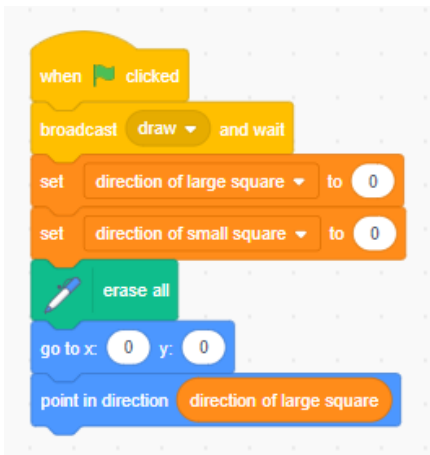 when clicked
broadcast draw and wait
set direction of large square to 0
set direction of small square to 0
erase all
go to x: 0 y: 0
point in direction direction of large square